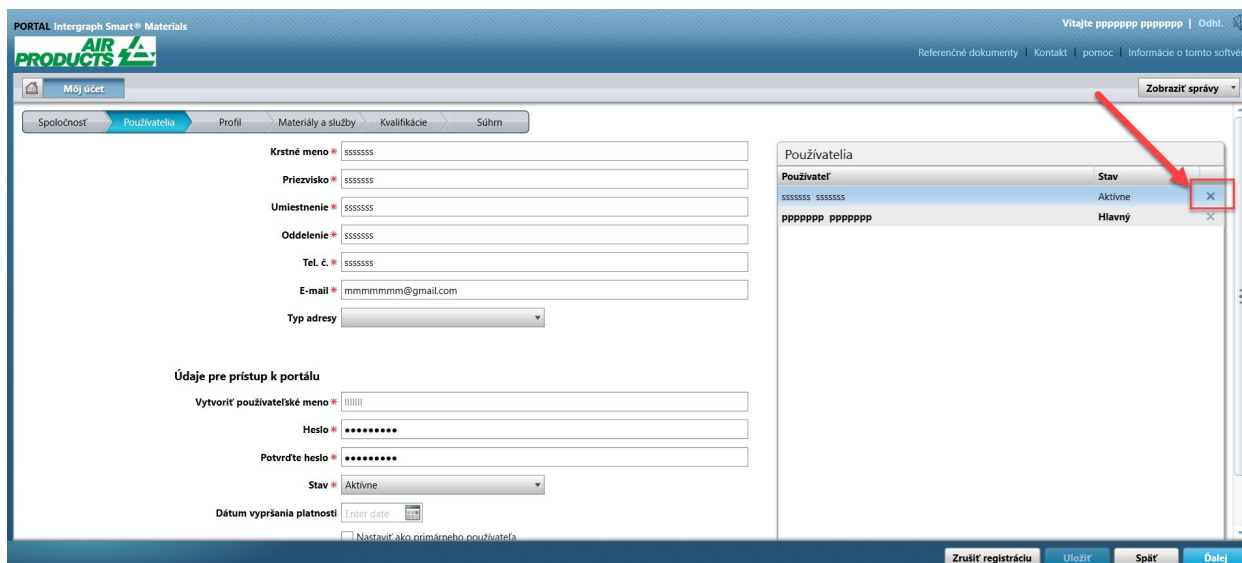 PORTAL Intergraph Smart® Materials
Vitajte ppppppp ppppppp | Odhl.
AIR
PRODUCTS
Referenčné dokumenty | Kontakt | pomoc | Informácie o tomto softvér
Môj účet
Zobraziť správy
Spoločnosť
Používatelia
Profil
Materiály a služby
Kvalifikácie
Súhrn
Krstné meno * sssssss
Priezvisko * sssssss
Umiestnenie * sssssss
Oddelenie * sssssss
Tel. č. * sssssss
E-mail * mmmmmmm@gmail.com
Typ adresy
Údaje pre prístup k portálu
Vytvoriť používateľské meno * lllllll
Heslo * •••••••••
Potvrďte heslo * •••••••••
Stav * Aktívne
Dátum vypršania platnosti Enter date
Nastaviť ako primárneho používateľa
Používatelia
Používateľ Stav
sssssss sssssss Aktívne ×
ppppppp ppppppp Hlavný ×
Zrušiť registráciu
Uložiť
Späť
Ďalej